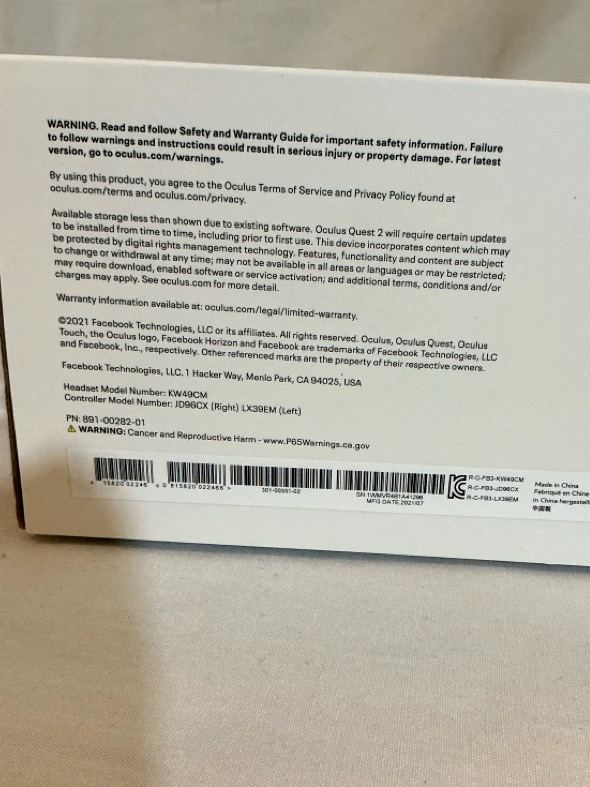 WARNING. Read and follow Safety and Warranty Guide for important safety information. Failure
to follow warnings and instructions could result in serious injury or property damage. For latest
version, go to oculus.com/warnings.
By using this product, you agree to the Oculus Terms of Service and Privacy Policy found at
oculus.com/terms and oculus.com/privacy.
Available storage less than shown due to existing software. Oculus Quest 2 will require certain updates
to be installed from time to time, including prior to first use. This device incorporates content which may
be protected by digital rights management technology. Features, functionality and content are subject
to change or withdrawal at any time; may not be available in all areas or languages or may be restricted;
may require download, enabled software or service activation; and additional terms, conditions and/or
charges may apply. See oculus.com for more detail.
Warranty information available at: oculus.com/legal/limited-warranty.
©2021 Facebook Technologies, LLC or its affiliates. All rights reserved. Oculus, Oculus Quest, Oculus
Touch, the Oculus logo, Facebook Horizon and Facebook are trademarks of Facebook Technologies, LLC
and Facebook, Inc., respectively. Other referenced marks are the property of their respective owners.
Facebook Technologies, LLC. 1 Hacker Way, Menlo Park, CA 94025, USA
Headset Model Number: KW49CM
Controller Model Number: JD96CX (Right) LX39EM (Left)
PN: 891-00282-01
⚠ WARNING: Cancer and Reproductive Harm - www.P65Warnings.ca.gov
15820 02246 6 0 815820 022466 >
301-00351-02
MFG DATE 2021/07
R-C-FB3-KW49CM
R-C-FB3-JD96CX
R-C-FB3-LX39EM
Made in China
Fabriqué en Chine
In China hergestellt
中国製